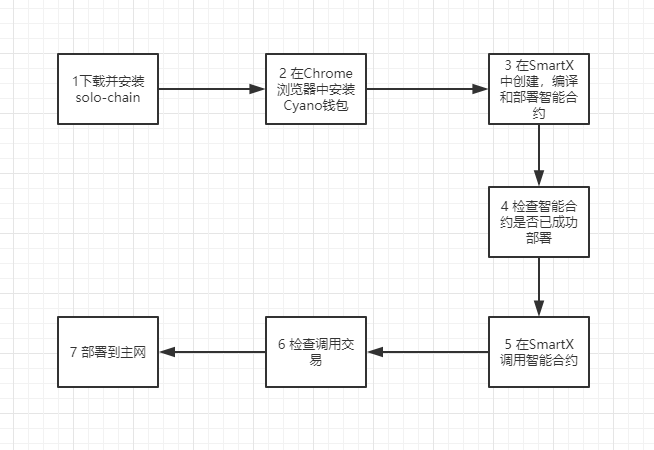 1下载并安装
solo-chain
2 在Chrome
浏览器中安装
Cyano钱包
3 在SmartX
中创建，编译
和部署智能合
约
4 检查智能合
约是否已成功
部署
5 在SmartX
调用智能合约
6 检查调用交
易
7 部署到主网